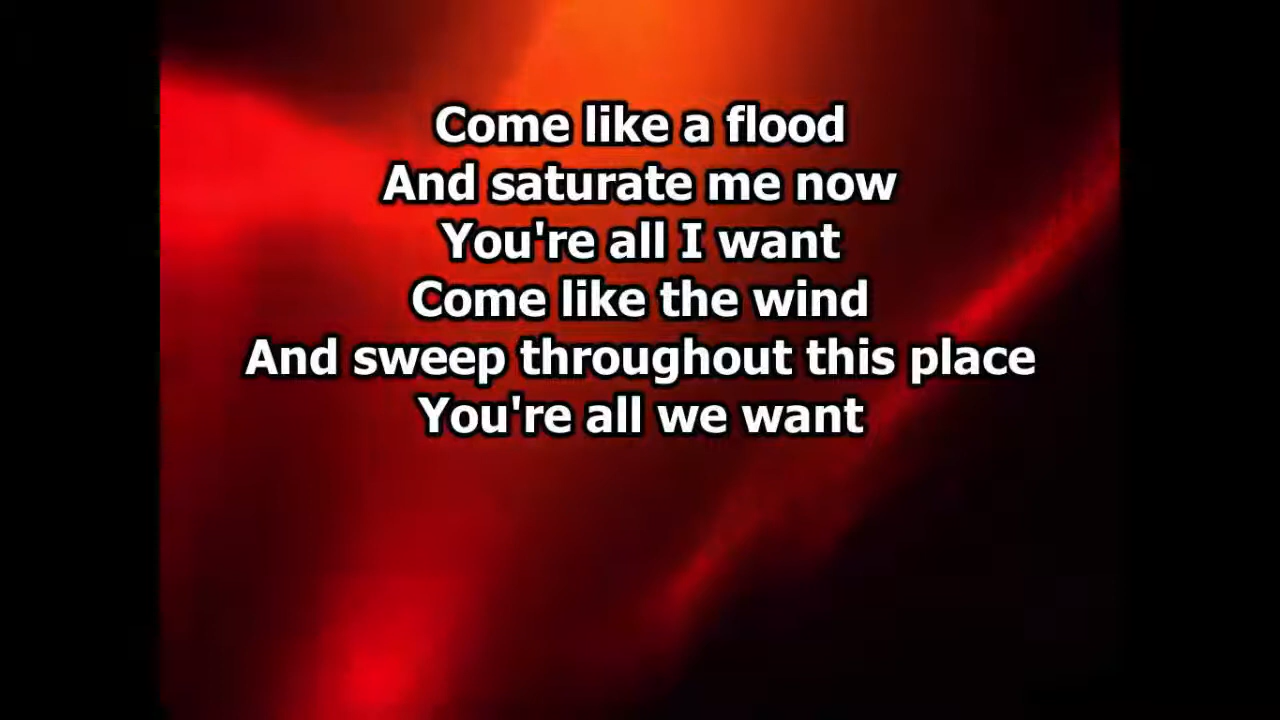 Come like a flood
And saturate me now
You're all I want
Come like the wind
And sweep throughout this place
You're all we want